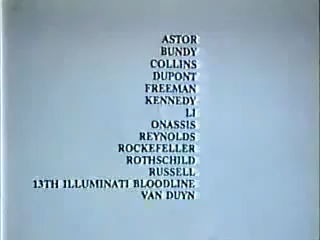 ASTOR
BUNDY
COLLINS
DUPONT
FREEMAN
KENNEDY
LI
ONASSIS
REYNOLDS
ROCKEFELLER
ROTHSCHILD
RUSSELL
13TH ILLUMINATI BLOODLINE
VAN DUYN